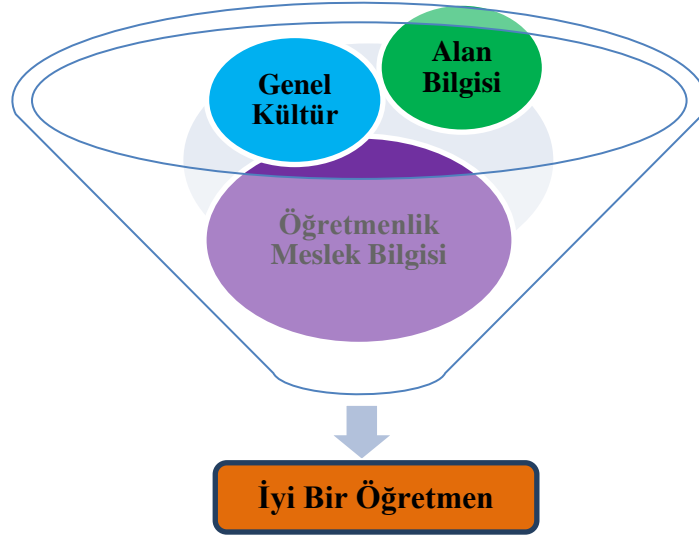 Genel
Kültür
Alan
Bilgisi
Öğretmenlik
Meslek Bilgisi
İyi Bir Öğretmen